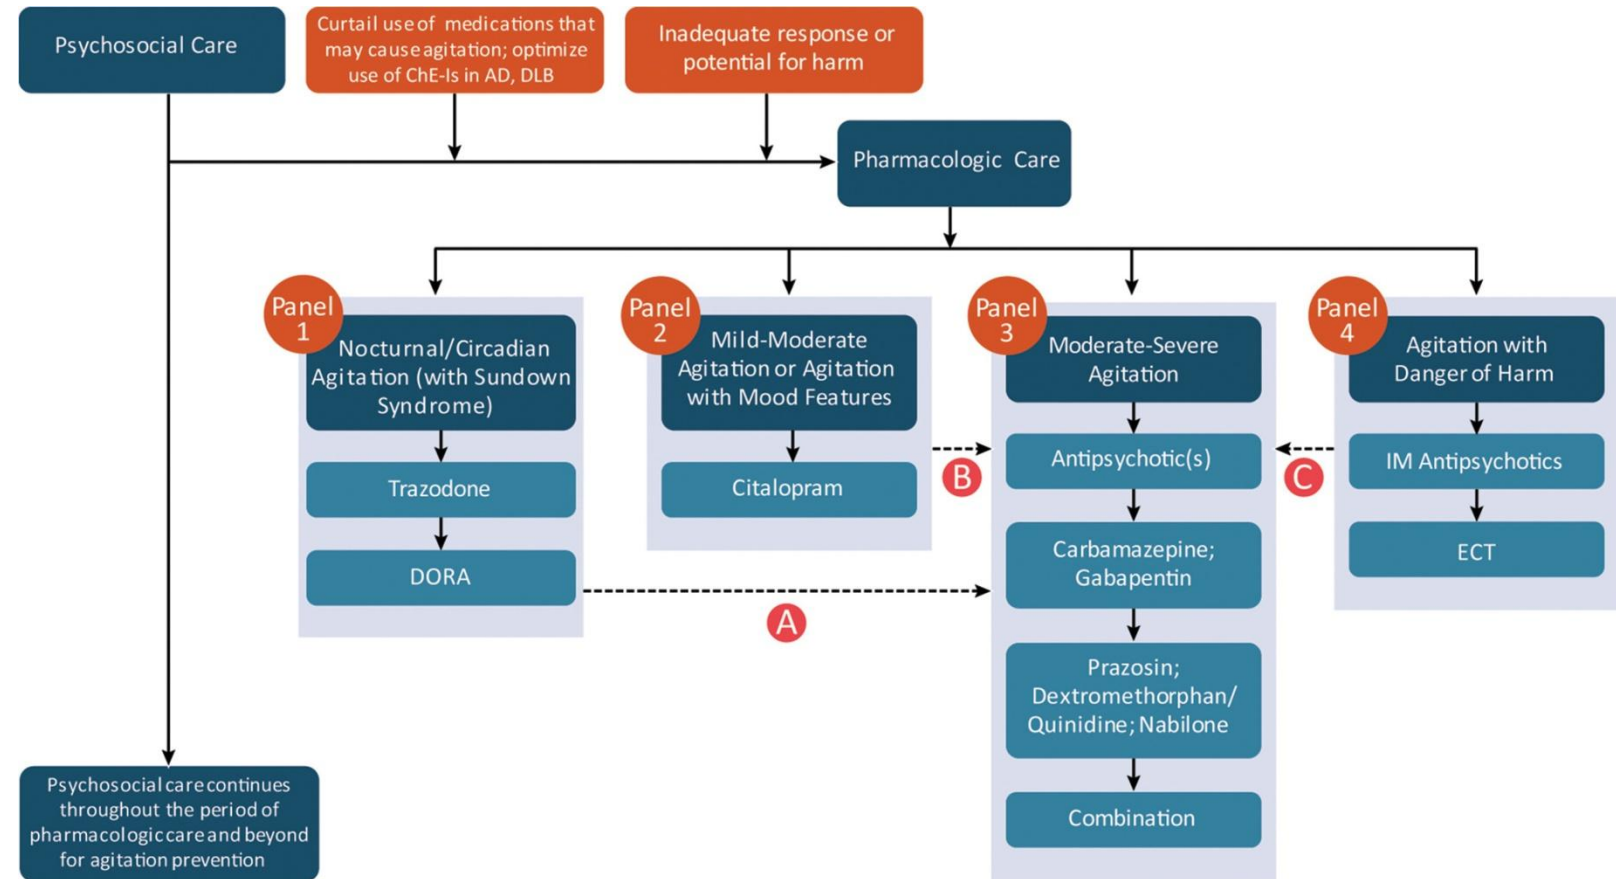 Psychosocial Care
Curtail use of medications that
may cause agitation; optimize
use of ChE-Is in AD, DLB
Inadequate response or
potential for harm
Pharmacologic Care
Panel
1
Nocturnal/Circadian
Agitation (with Sundown
Syndrome)
Trazodone
DORA
Panel
2
Mild-Moderate
Agitation or Agitation
with Mood Features
Citalopram
Panel
3
Moderate-Severe
Agitation
Antipsychotic(s)
Carbamazepine;
Gabapentin
Prazosin;
Dextromethorphan/
Quinidine; Nabilone
Combination
Panel
4
Agitation with
Danger of Harm
IM Antipsychotics
ECT
B
C
A
Psychosocial care continues
throughout the period of
pharmacologic care and beyond
for agitation prevention